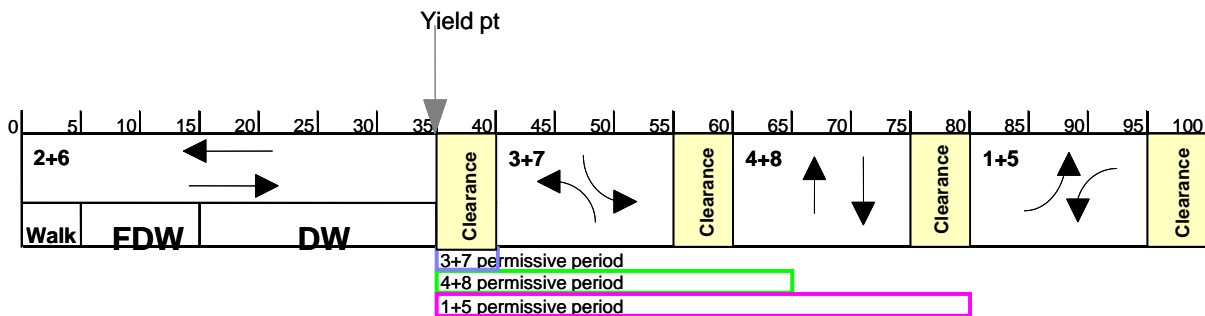 Yield pt
0 5 10 15 20 30 35 40 45 50 55 60 65 70 75 80 85 90 95 100
2+6
Clearance
3+7
Clearance
4+8
Clearance
1+5
Clearance
Walk FDW DW
3+7 permissive period
4+8 permissive period
1+5 permissive period